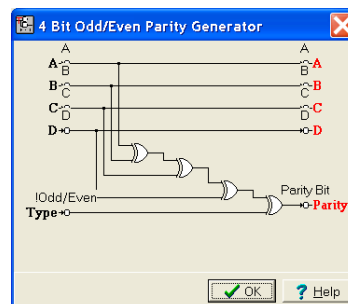 4 Bit Odd/Even Parity Generator
A A
A A
B B
B B
C C
C C
D D
D D
!Odd/Even Parity Bit
Type Parity
OK Help